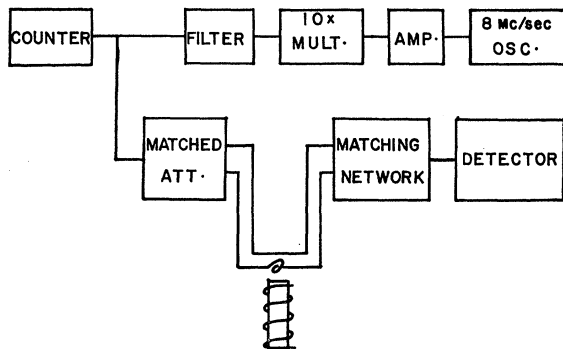 COUNTER
FILTER
10x
MULT.
AMP.
8 Mc/sec
OSC.
MATCHED
ATT.
MATCHING
NETWORK
DETECTOR